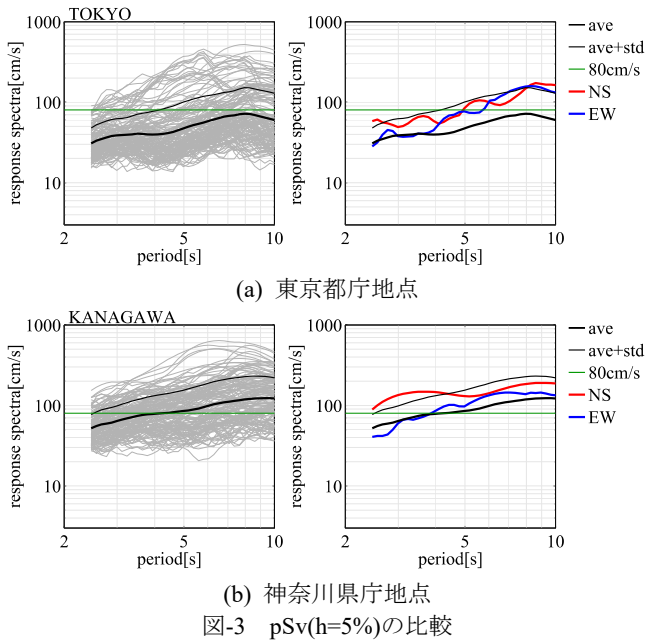 TOKYO
1000
100
10
2
5
10
response spectra[cm/s]
period[s]
1000
100
10
2
5
10
response spectra[cm/s]
period[s]
ave
ave+std
80cm/s
NS
EW
(a) 東京都庁地点
KANAGAWA
1000
100
10
2
5
10
response spectra[cm/s]
period[s]
1000
100
10
2
5
10
response spectra[cm/s]
period[s]
ave
ave+std
80cm/s
NS
EW
(b) 神奈川県庁地点
図-3 pSv(h=5%)の比較